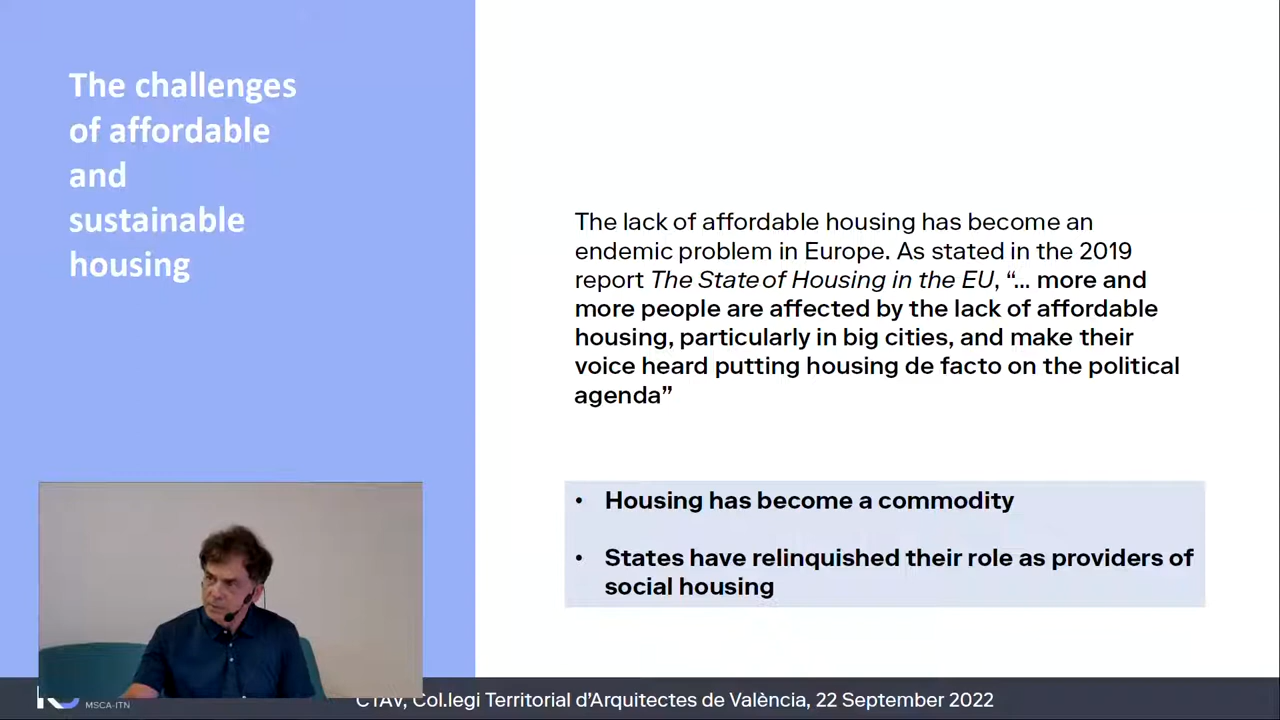 The challenges
of affordable
and
sustainable
housing
The lack of affordable housing has become an
endemic problem in Europe. As stated in the 2019
report The State of Housing in the EU, “... more and
more people are affected by the lack of affordable
housing, particularly in big cities, and make their
voice heard putting housing de facto on the political
agenda”
• Housing has become a commodity
• States have relinquished their role as providers of
social housing
MSCA-ITN
CTAV, Col.legi Territorial d’Arquitectes de València, 22 September 2022